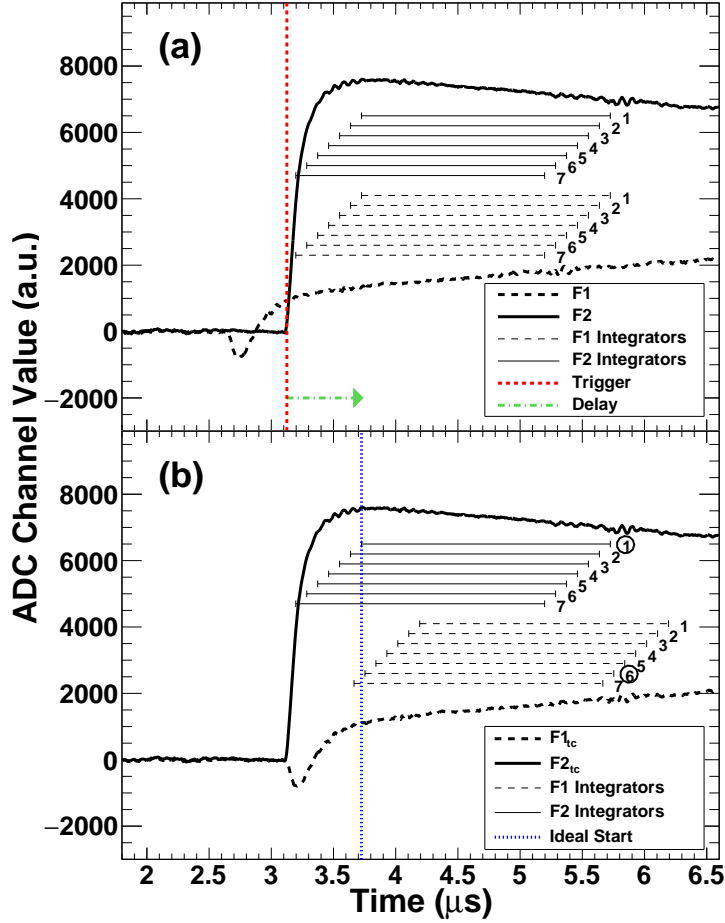 (a)
8000
6000
4000
2000
0
−2000
1
2
3
4
5
6
7
1
2
3
4
5
6
7
F1
F2
F1 Integrators
F2 Integrators
Trigger
Delay
ADC Channel Value (a.u.)
(b)
8000
6000
4000
2000
0
−2000
1
2
3
4
5
6
7
1
2
3
4
5
6
7
F1tc
F2tc
F1 Integrators
F2 Integrators
Ideal Start
2 2.5 3 3.5 4 4.5 5 5.5 6 6.5
Time (μs)